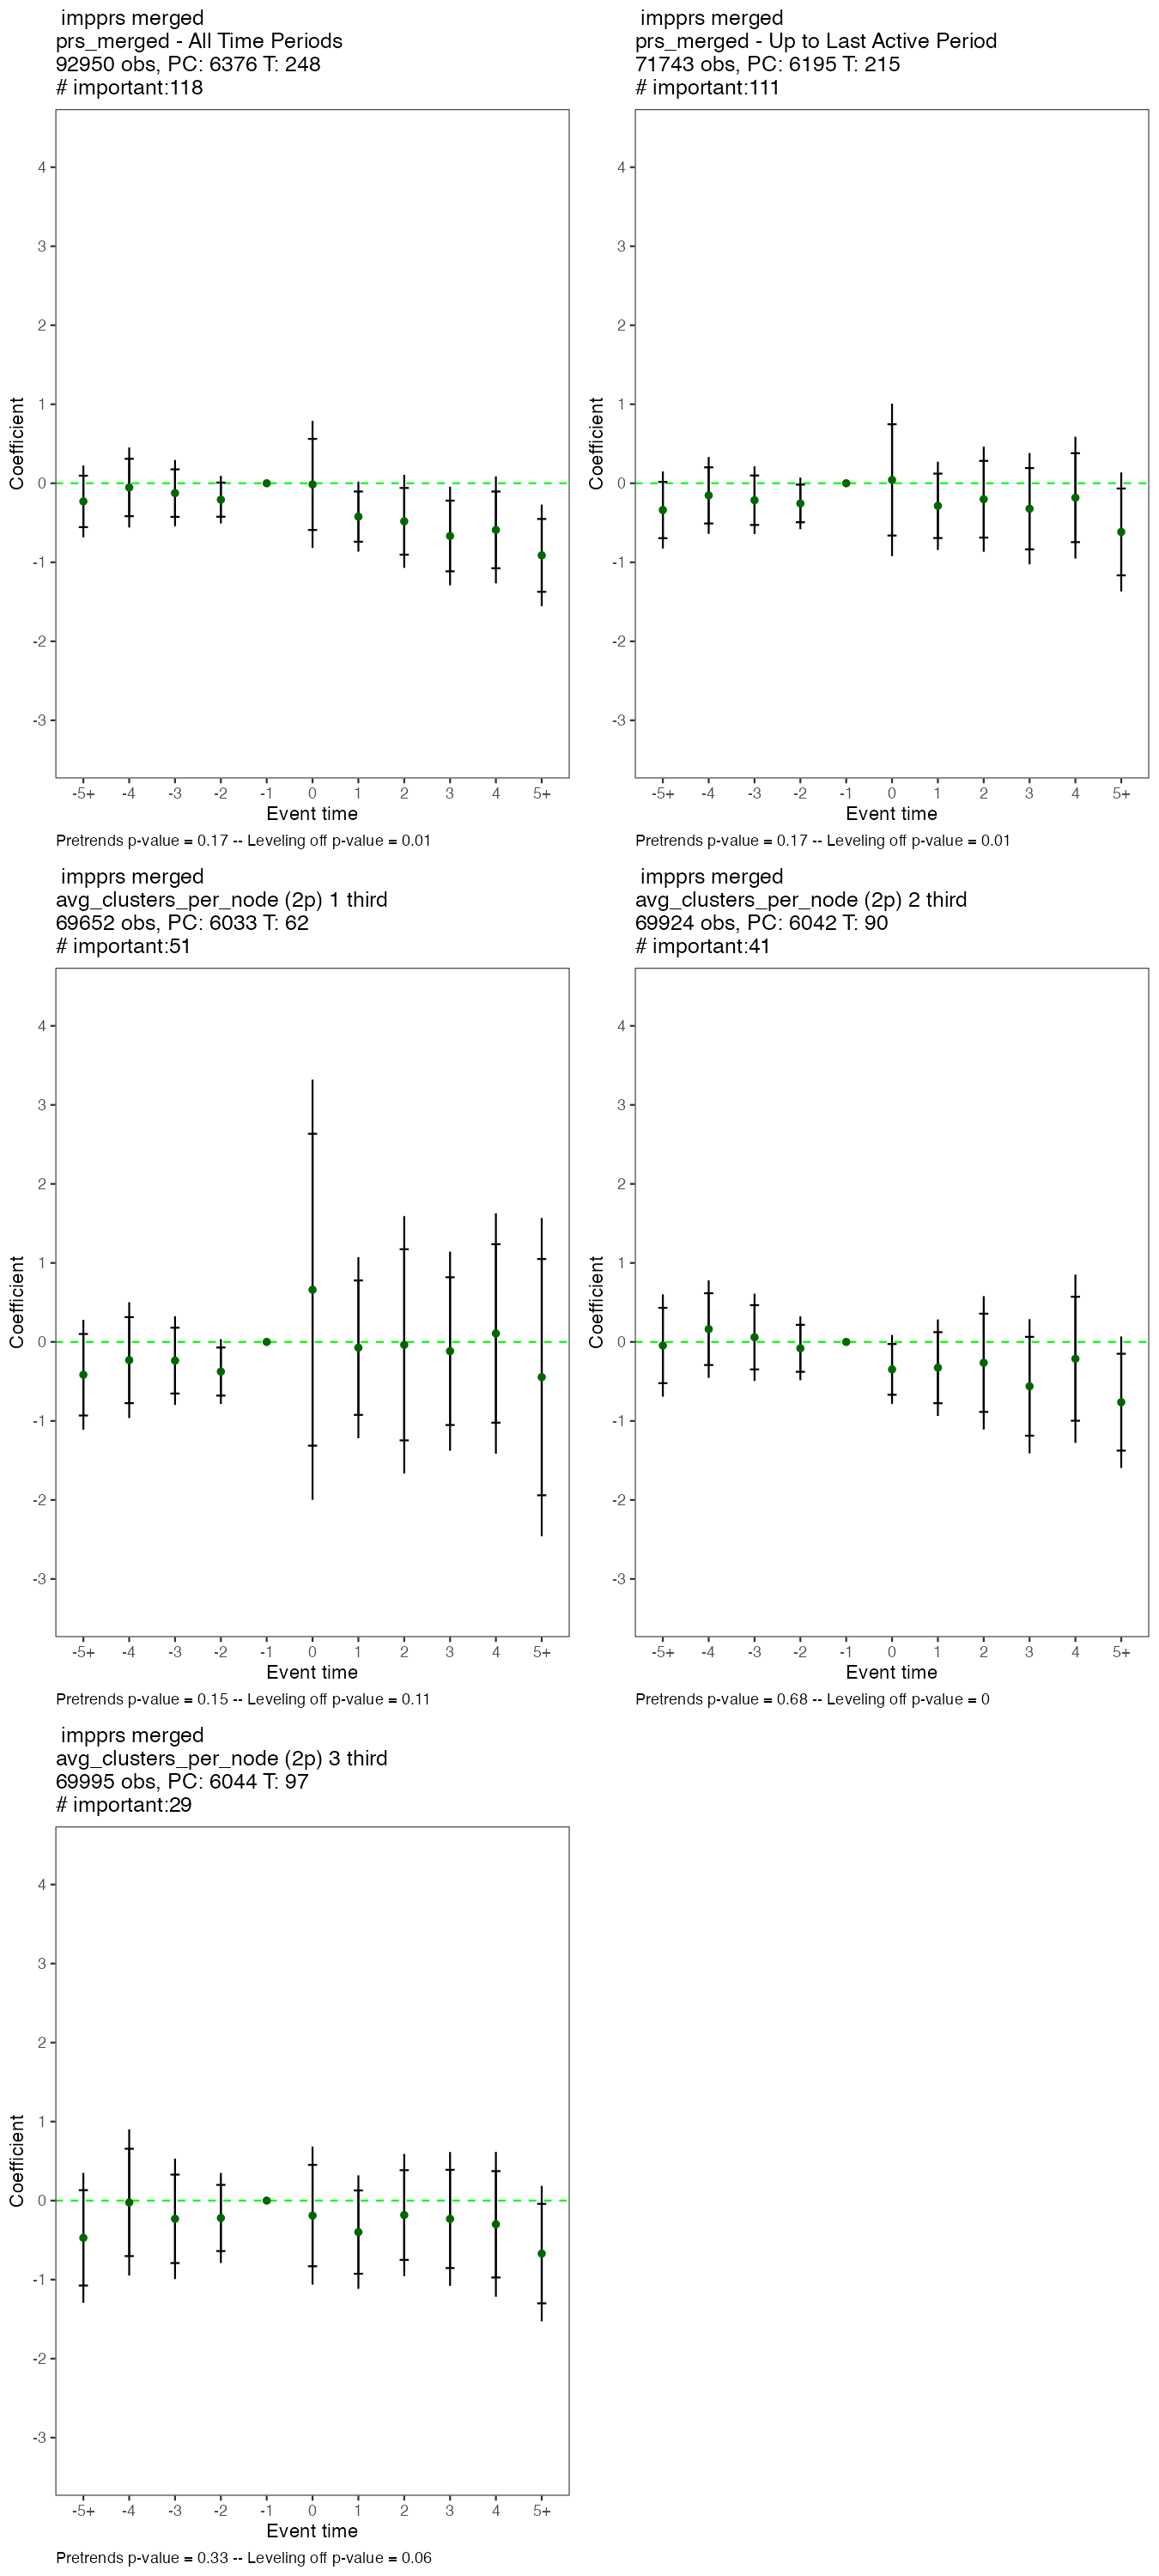 impprs merged
prs_merged - All Time Periods
92950 obs, PC: 6376 T: 248
# important:118
4
3
2
1
0
-1
-2
-3
Coefficient
-5+ -4 -3 -2 -1 0 1 2 3 4 5+
Event time
Pretrends p-value = 0.17 -- Leveling off p-value = 0.01
impprs merged
prs_merged - Up to Last Active Period
71743 obs, PC: 6195 T: 215
# important:111
4
3
2
1
0
-1
-2
-3
Coefficient
-5+ -4 -3 -2 -1 0 1 2 3 4 5+
Event time
Pretrends p-value = 0.17 -- Leveling off p-value = 0.01
impprs merged
avg_clusters_per_node (2p) 1 third
69652 obs, PC: 6033 T: 62
# important:51
4
3
2
1
0
-1
-2
-3
Coefficient
-5+ -4 -3 -2 -1 0 1 2 3 4 5+
Event time
Pretrends p-value = 0.15 -- Leveling off p-value = 0.11
impprs merged
avg_clusters_per_node (2p) 2 third
69924 obs, PC: 6042 T: 90
# important:41
4
3
2
1
0
-1
-2
-3
Coefficient
-5+ -4 -3 -2 -1 0 1 2 3 4 5+
Event time
Pretrends p-value = 0.68 -- Leveling off p-value = 0
impprs merged
avg_clusters_per_node (2p) 3 third
69995 obs, PC: 6044 T: 97
# important:29
4
3
2
1
0
-1
-2
-3
Coefficient
-5+ -4 -3 -2 -1 0 1 2 3 4 5+
Event time
Pretrends p-value = 0.33 -- Leveling off p-value = 0.06